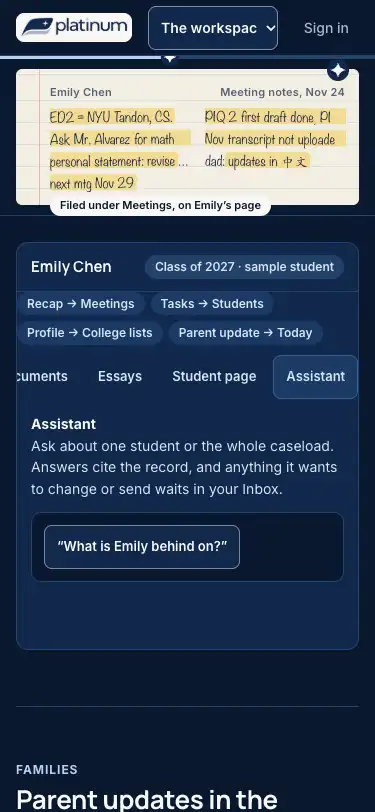 platinum
The workspac
Sign in
Emily Chen
Meeting notes, Nov 24
ED2 = NYU Tandon, CS.
Ask Mr. Alvarez for math
personal statement: revise ...
next mtg Nov 29
PIQ 2 first draft done, PI
Nov transcript not uploade
dad: updates in 中文
Filed under Meetings, on Emily’s page
Emily Chen
Class of 2027 · sample student
Recap → Meetings
Tasks → Students
Profile → College lists
Parent update → Today
cuments
Essays
Student page
Assistant
Assistant
Ask about one student or the whole caseload.
Answers cite the record, and anything it wants
to change or send waits in your Inbox.
“What is Emily behind on?”
FAMILIES
Parent updates in the